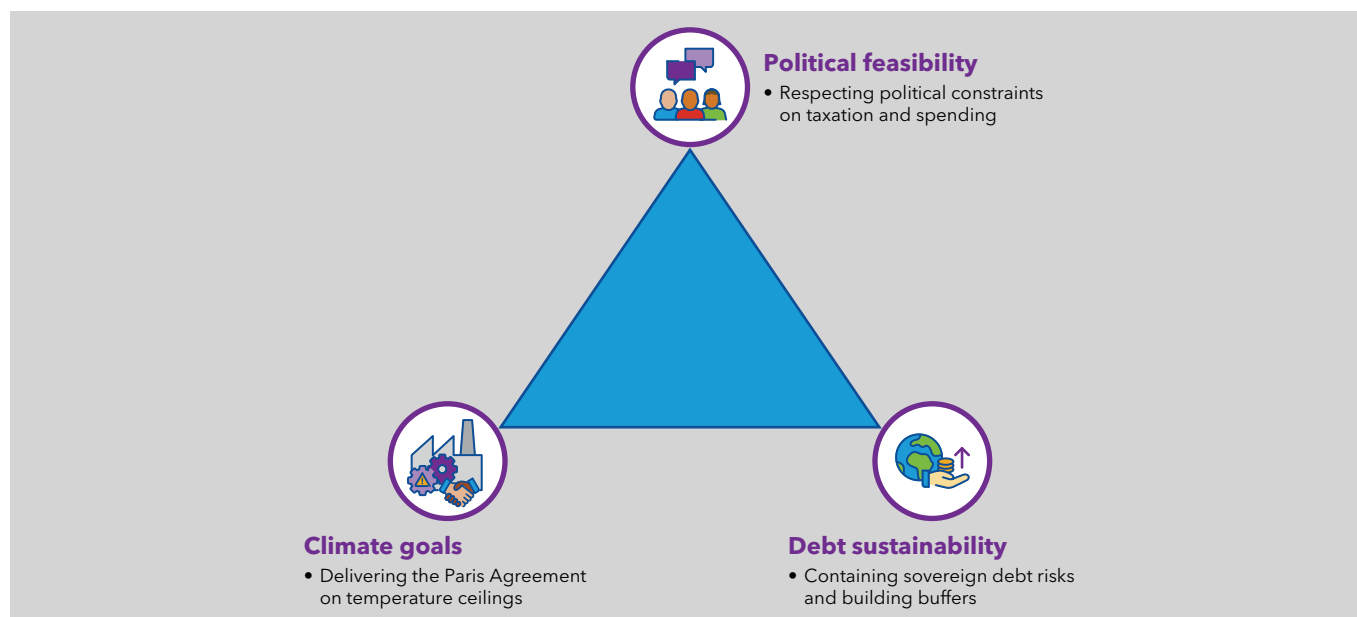 Political feasibility
• Respecting political constraints
on taxation and spending
Climate goals
• Delivering the Paris Agreement
on temperature ceilings
Debt sustainability
• Containing sovereign debt risks
and building buffers